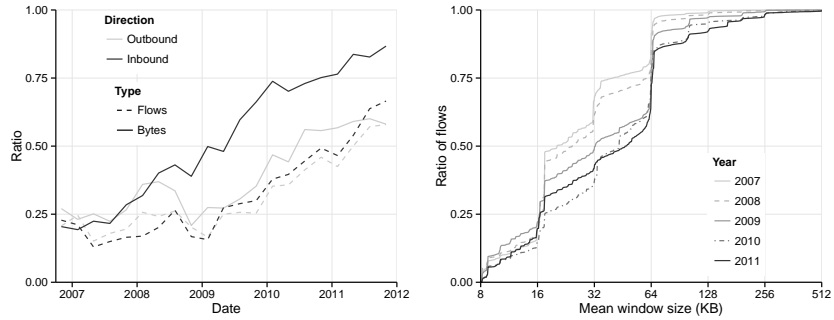 1.00
0.75
0.50
0.25
0.00
Ratio
Direction
Outbound
Inbound
Type
Flows
Bytes
2007
2008
2009
2010
2011
2012
Date
1.00
0.75
0.50
0.25
0.00
Ratio of flows
Year
2007
2008
2009
2010
2011
8
16
32
64
128
256
512
Mean window size (KB)